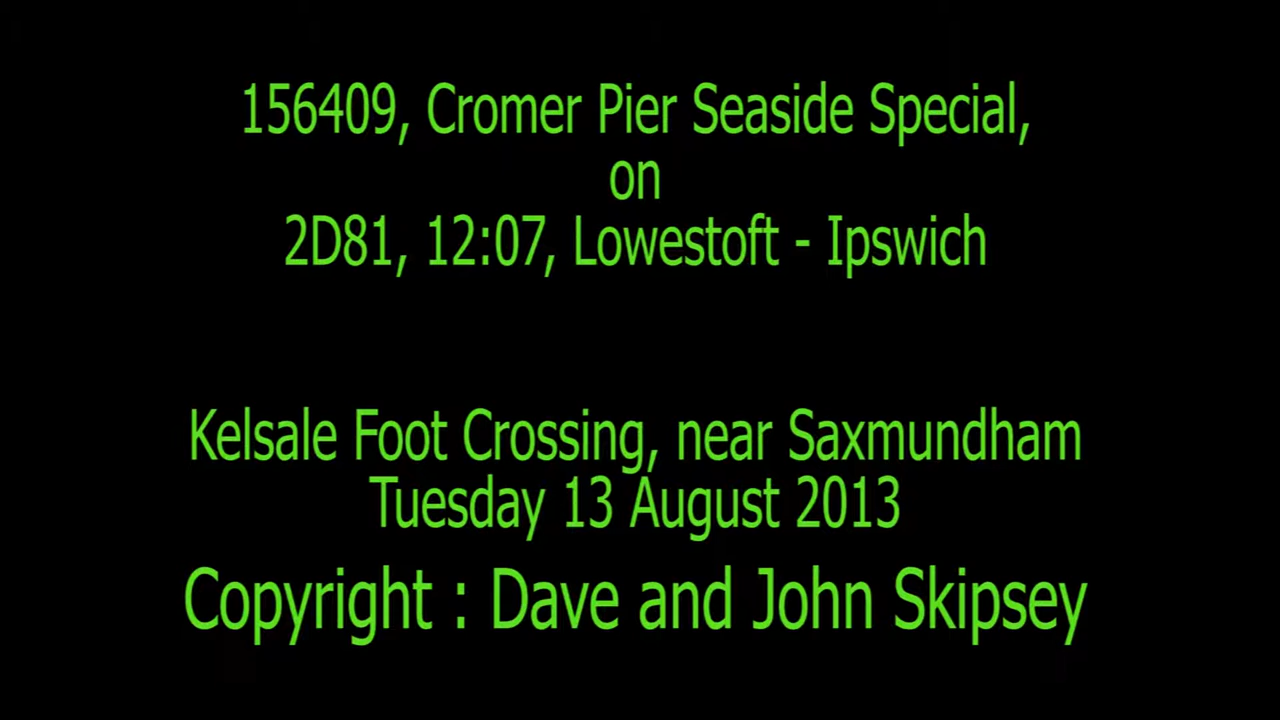 156409, Cromer Pier Seaside Special,
on
2D81, 12:07, Lowestoft - Ipswich
Kelsale Foot Crossing, near Saxmundham
Tuesday 13 August 2013
Copyright : Dave and John Skipsey